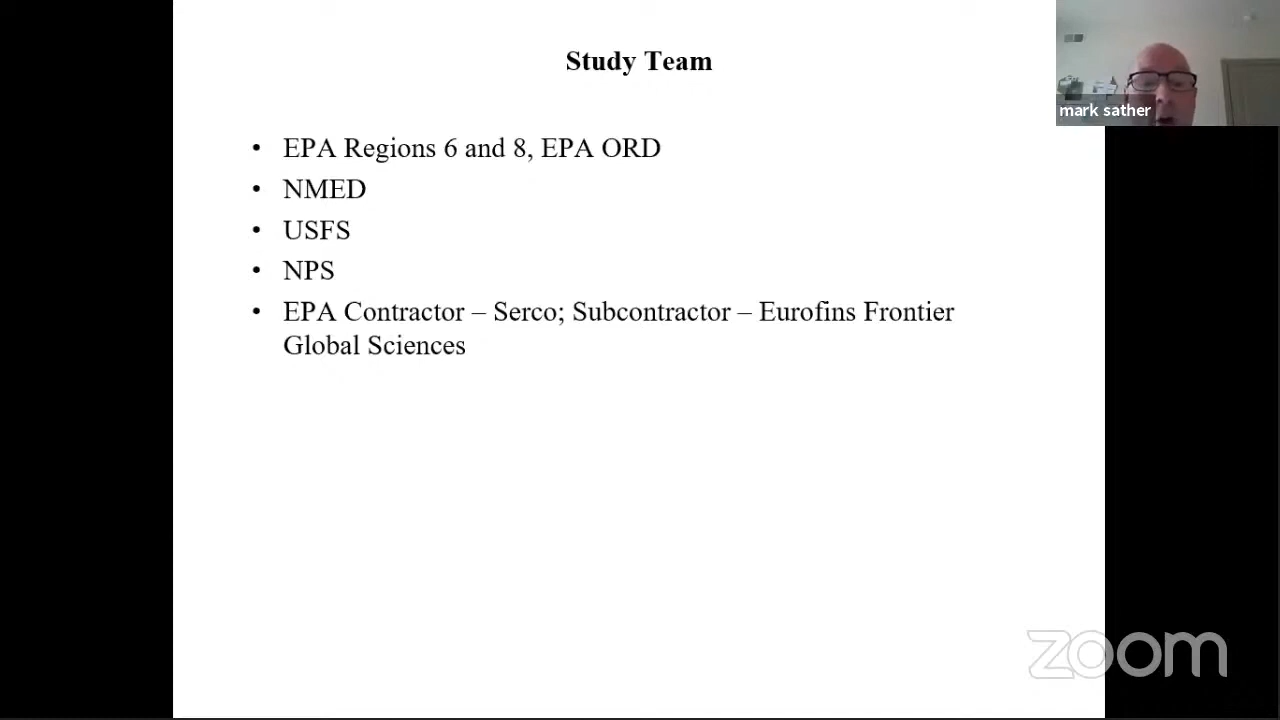 Study Team
mark sather
• EPA Regions 6 and 8, EPA ORD
• NMED
• USFS
• NPS
• EPA Contractor – Serco; Subcontractor – Eurofins Frontier
Global Sciences
zoom